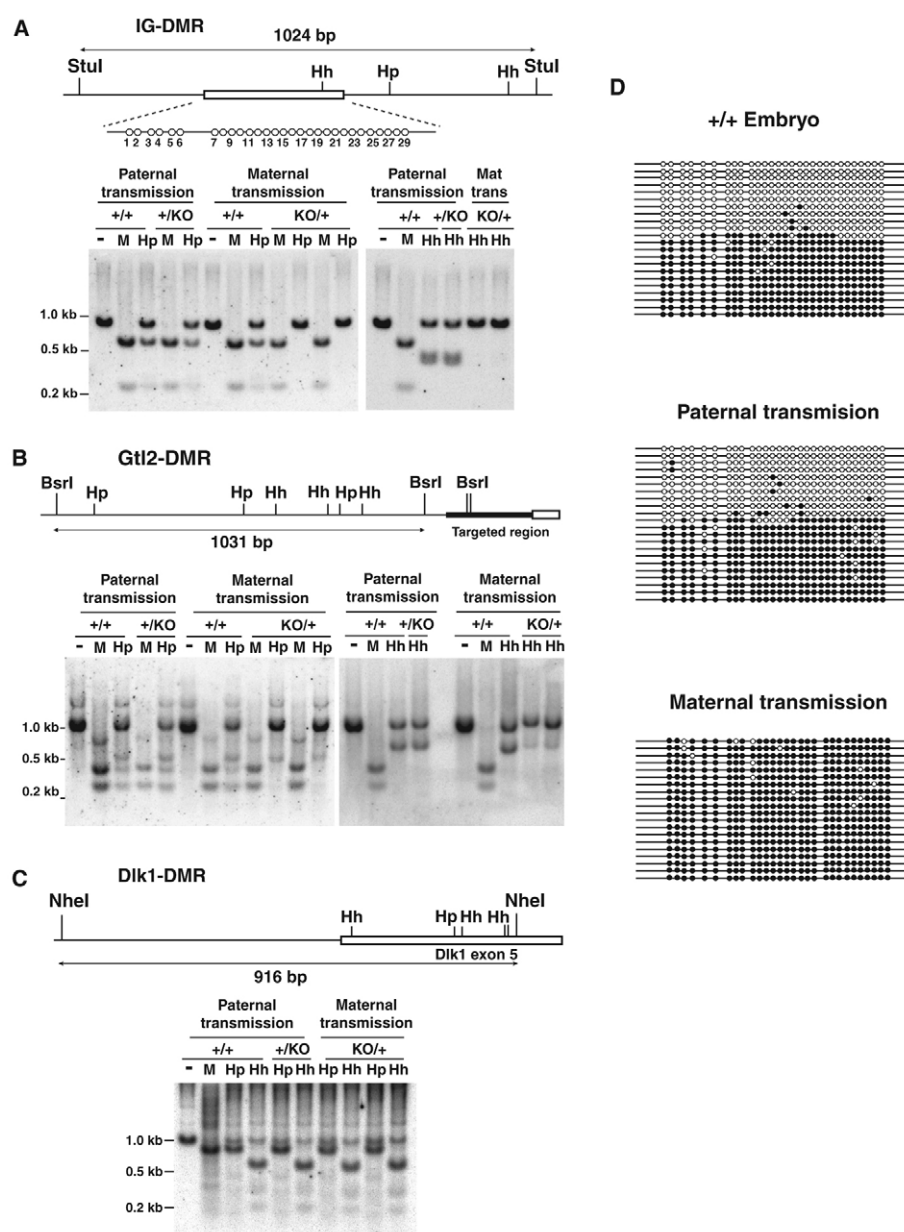 A
IG-DMR
1024 bp
StuI Hh Hp Hh StuI
1 2 3 4 5 6 7 9 11 13 15 17 19 21 23 25 27 29
Paternal transmission Maternal transmission Paternal transmission Mat trans
+/+ +/KO +/+ KO/+ +/+ +/KO KO/+
- M Hp M Hp - M Hp M Hp M Hp - M Hh Hh Hh Hh
1.0 kb
0.5 kb
0.2 kb
B
Gtl2-DMR
BsrI Hp Hp Hh Hh Hp Hh BsrI BsrI
1031 bp
Targeted region
Paternal transmission Maternal transmission Paternal transmission Maternal transmission
+/+ +/KO +/+ KO/+ +/+ +/KO +/+ KO/+
- M Hp M Hp - M Hp M Hp M Hp - M Hh Hh - M Hh Hh Hh
1.0 kb
0.5 kb
0.2 kb
C
Dlk1-DMR
NheI Hh Hp Hh Hh NheI
Dlk1 exon 5
916 bp
Paternal transmission Maternal transmission
+/+ +/KO KO/+
- M Hp Hh Hp Hh Hp Hh Hp Hh
1.0 kb
0.5 kb
0.2 kb
D
+/+ Embryo
Paternal transmision
Maternal transmission